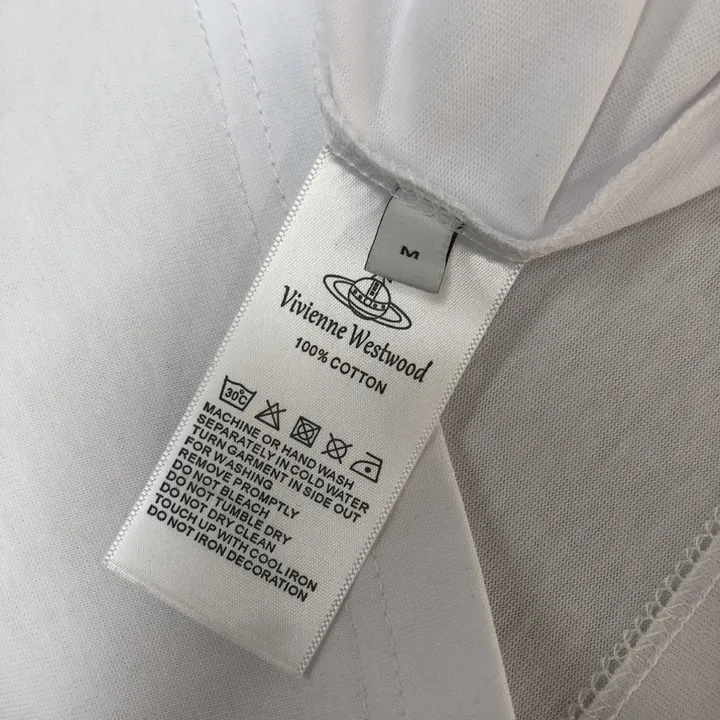 M
Vivienne Westwood
100% COTTON
30°C
MACHINE OR HAND WASH
SEPARATELY IN COLD WATER
TURN GARMENT IN SIDE OUT
FOR WASHING
REMOVE PROMPTLY
DO NOT BLEACH
DO NOT TUMBLE DRY
DO NOT DRY CLEAN
TOUCH UP WITH COOLIRON
DO NOT IRON DECORATION